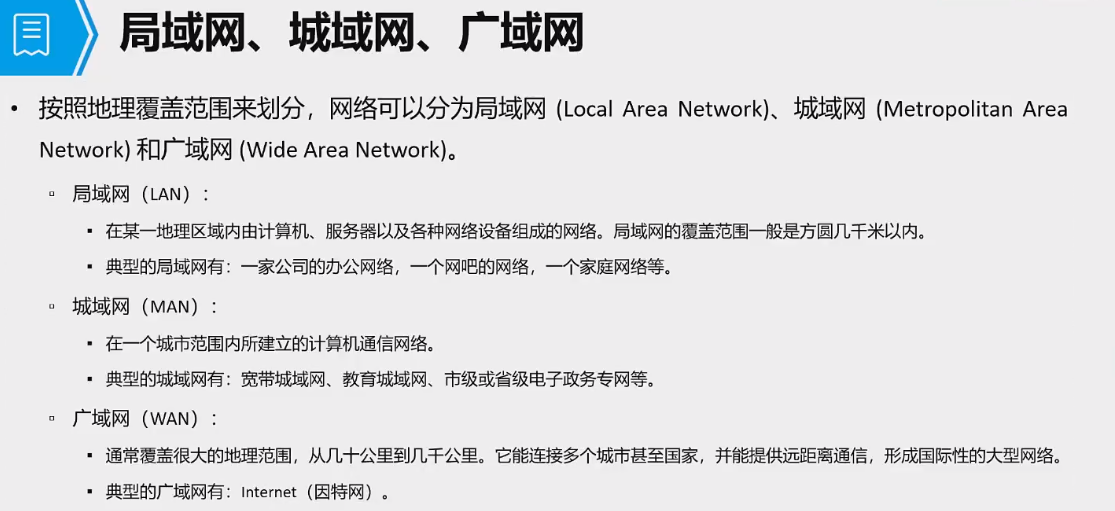 局域网、城域网、广域网
• 按照地理覆盖范围来划分，网络可以分为局域网 (Local Area Network)、城域网 (Metropolitan Area
Network) 和广域网 (Wide Area Network)。
▫ 局域网（LAN）：
▪ 在某一地理区域内由计算机、服务器以及各种网络设备组成的网络。局域网的覆盖范围一般是方圆几千米以内。
▪ 典型的局域网有：一家公司的办公网络，一个网吧的网络，一个家庭网络等。
▫ 城域网（MAN）：
▪ 在一个城市范围内所建立的计算机通信网络。
▪ 典型的城域网有：宽带城域网、教育城域网、市级或省级电子政务专网等。
▫ 广域网（WAN）：
▪ 通常覆盖很大的地理范围，从几十公里到几千公里。它能连接多个城市甚至国家，并能提供远距离通信，形成国际性的大型网络。
▪ 典型的广域网有：Internet（因特网）。